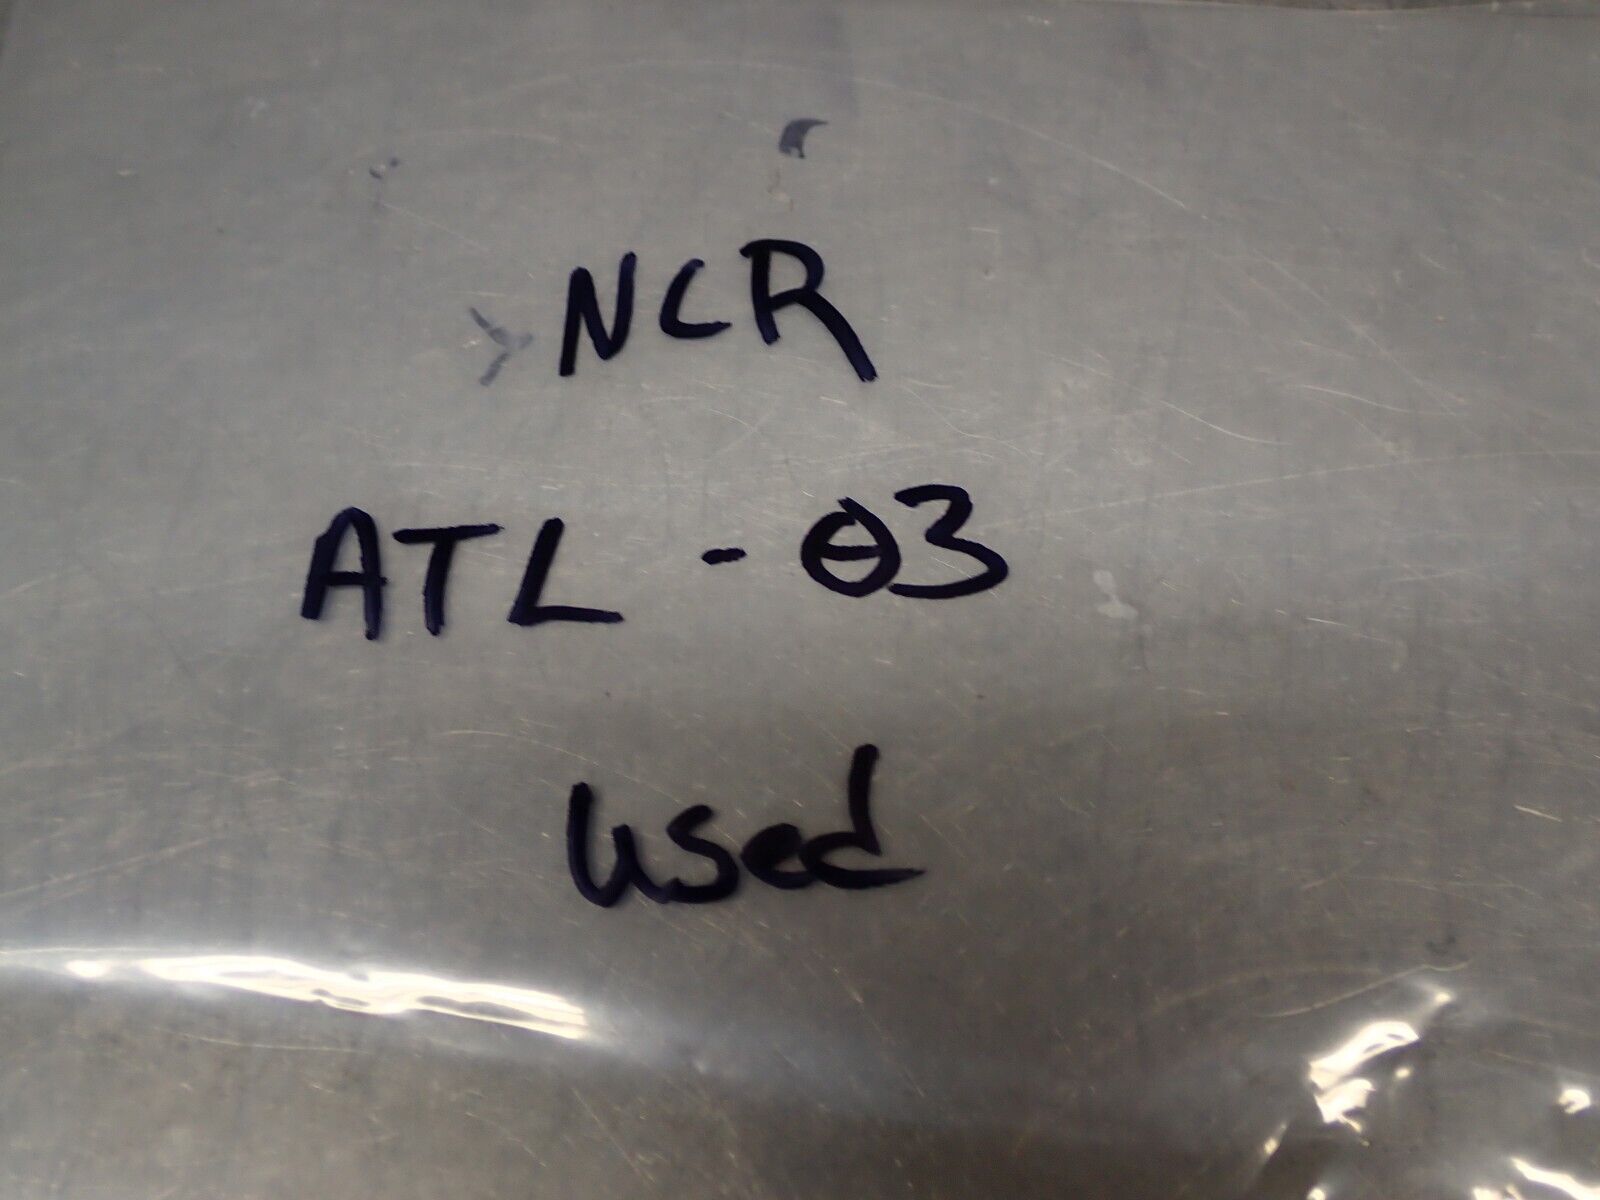 NCR
ATL - 03
Used